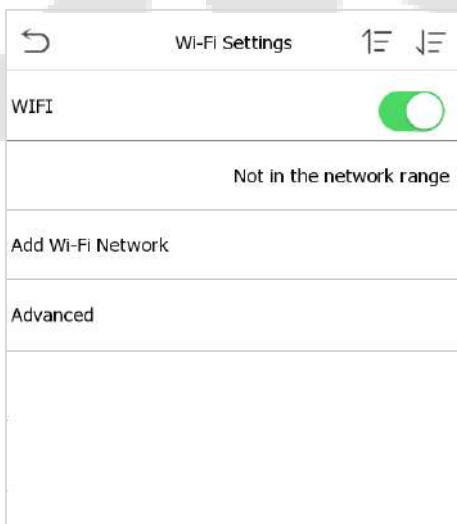 Wi-Fi Settings
WIFI
Not in the network range
Add Wi-Fi Network
Advanced